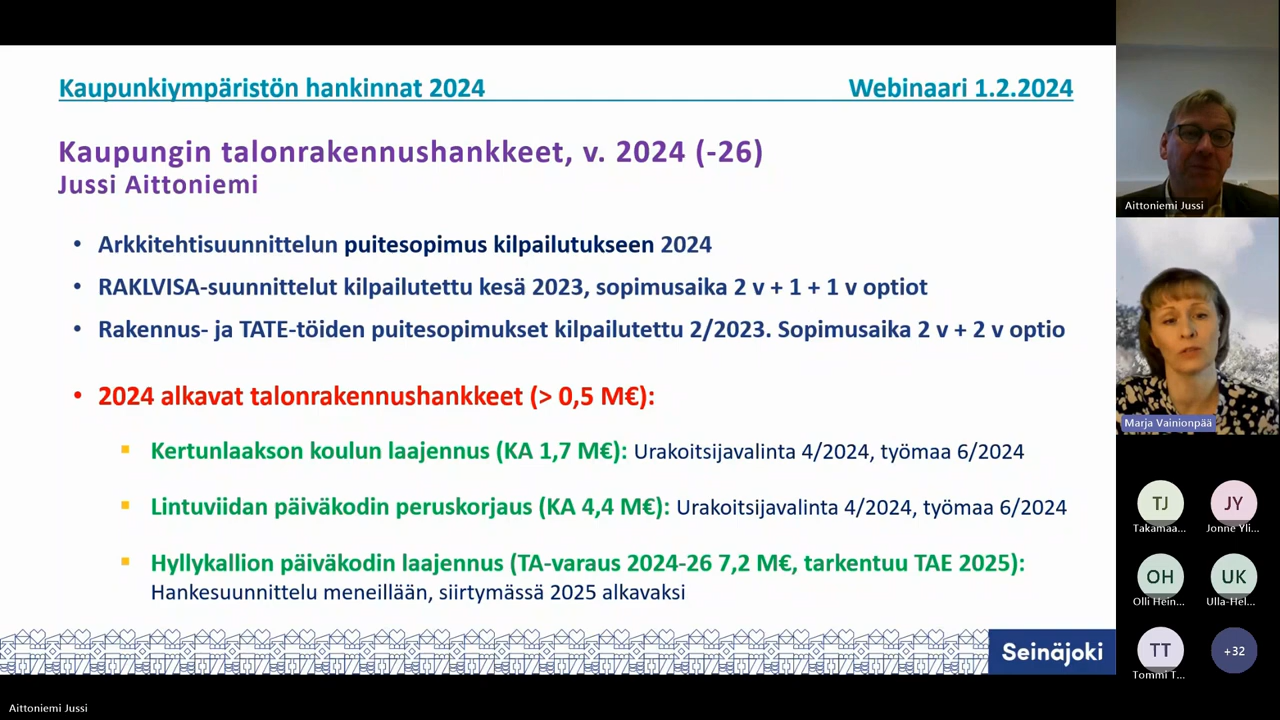 Kaupunkiympäristön hankinnat 2024
Webinaari 1.2.2024
Kaupungin talonrakennushankkeet, v. 2024 (-26)
Jussi Aittoniemi
• Arkkitehtisuunnittelun puitesopimus kilpailutukseen 2024
• RAKLVISA-suunnittelut kilpailutettu kesä 2023, sopimusaika 2 v + 1 + 1 v optiot
• Rakennus- ja TATE-töiden puitesopimukset kilpailutettu 2/2023. Sopimusaika 2 v + 2 v optio
• 2024 alkavat talonrakennushankkeet (> 0,5 M€):
▪ Kertunlaakson koulun laajennus (KA 1,7 M€): Urakoitsijavalinta 4/2024, työmaa 6/2024
▪ Lintuviidan päiväkodin peruskorjaus (KA 4,4 M€): Urakoitsijavalinta 4/2024, työmaa 6/2024
▪ Hyllykallion päiväkodin laajennus (TA-varaus 2024-26 7,2 M€, tarkentuu TAE 2025):
Hankesuunnittelu meneillään, siirtymässä 2025 alkavaksi
Seinäjoki
Aittoniemi Jussi
Marja Vainionpää
TJ
JY
Takamaa...
Jonne Yli...
OH
UK
Olli Hein...
Ulla-Hel...
TT
+32
Tommi T...
Aittoniemi Jussi